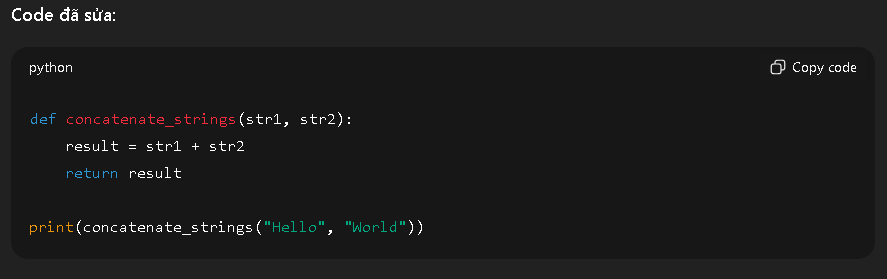 Code đã sửa:
python
Copy code
def concatenate_strings(str1, str2):
    result = str1 + str2
    return result
print(concatenate_strings("Hello", "World"))